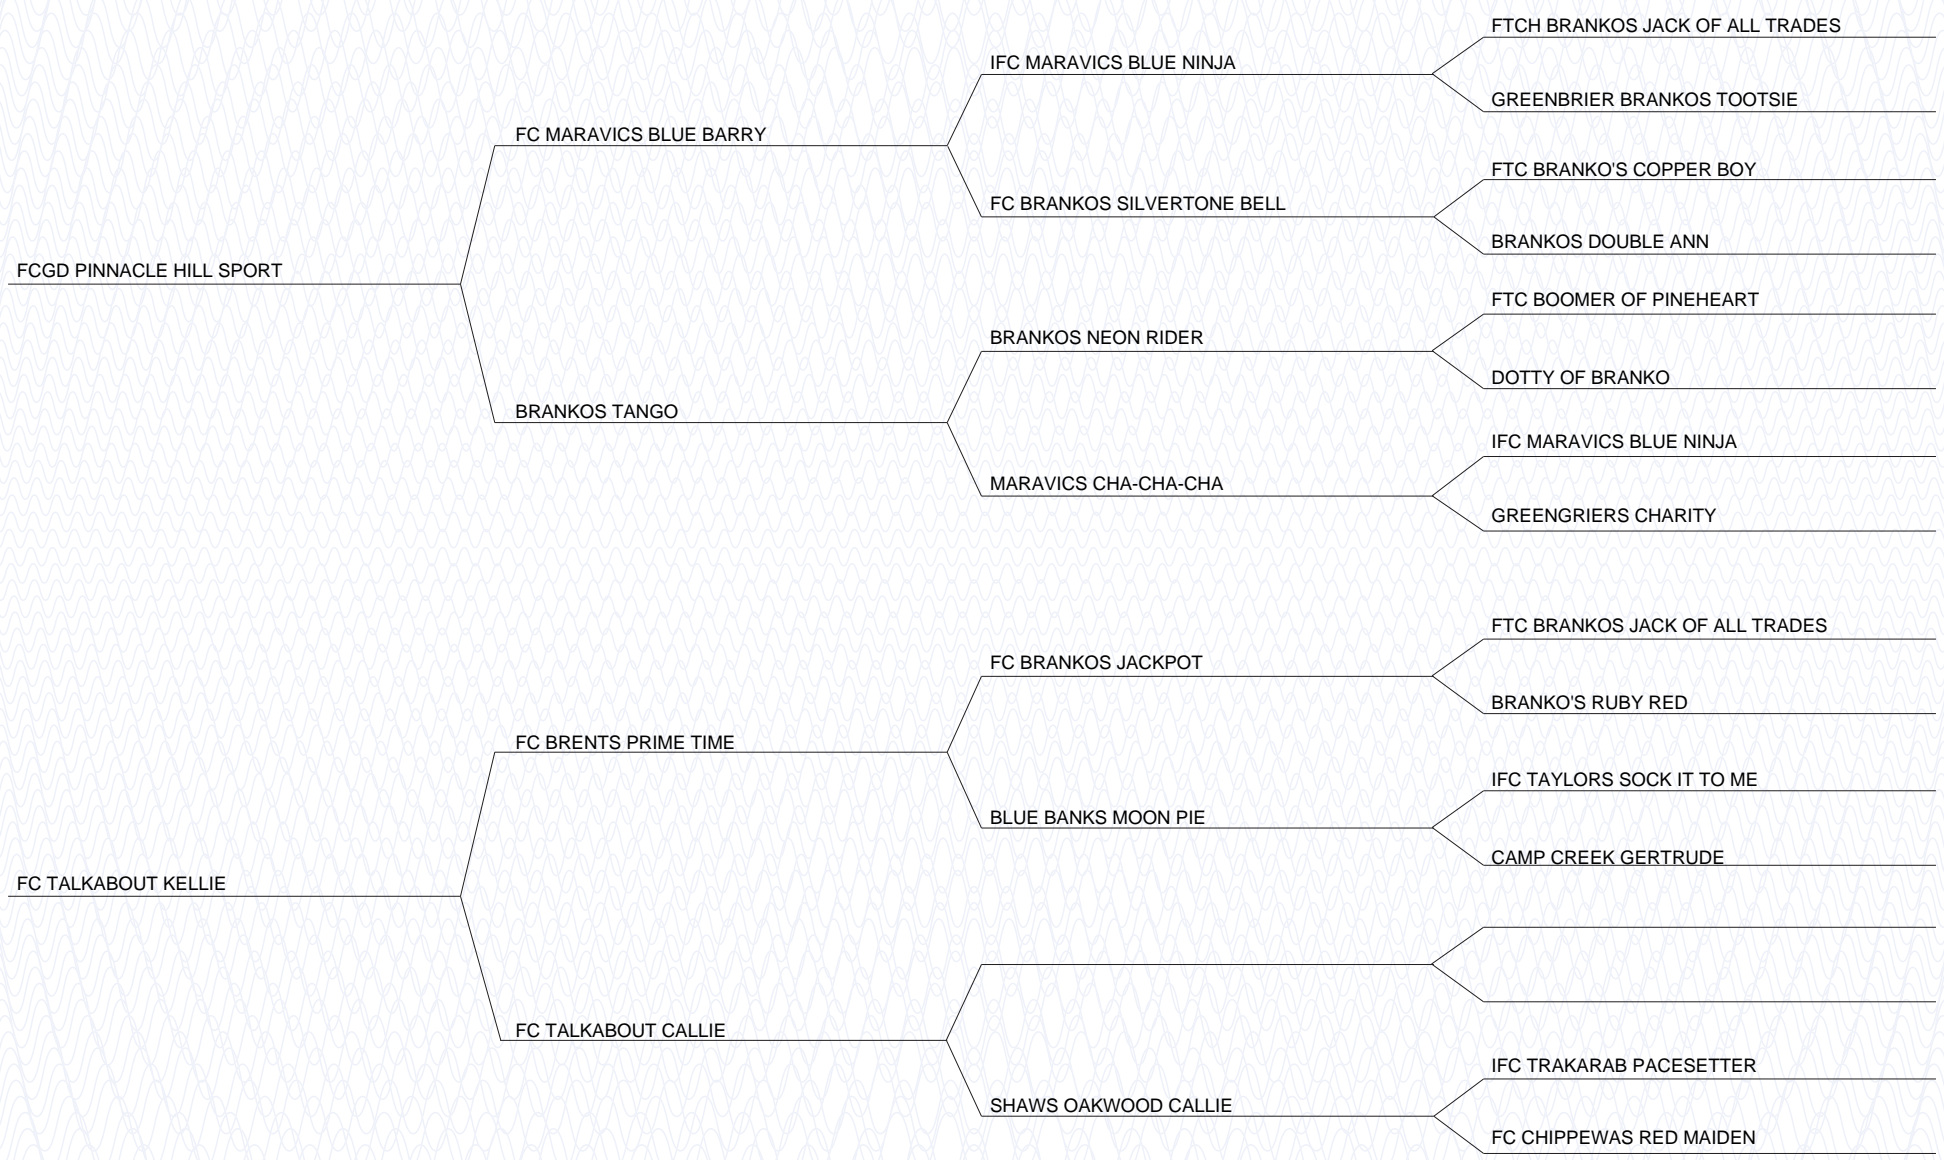 FTCH BRANKOS JACK OF ALL TRADES
IFC MARAVICS BLUE NINJA
GREENBRIER BRANKOS TOOTSIE
FC MARAVICS BLUE BARRY
FTC BRANKO'S COPPER BOY
FC BRANKOS SILVERTONE BELL
BRANKOS DOUBLE ANN
FCGD PINNACLE HILL SPORT
FTC BOOMER OF PINEHEART
BRANKOS NEON RIDER
DOTTY OF BRANKO
BRANKOS TANGO
IFC MARAVICS BLUE NINJA
MARAVICS CHA-CHA-CHA
GREENGRIERS CHARITY
FTC BRANKOS JACK OF ALL TRADES
FC BRANKOS JACKPOT
BRANKO'S RUBY RED
FC BRENTS PRIME TIME
IFC TAYLORS SOCK IT TO ME
BLUE BANKS MOON PIE
CAMP CREEK GERTRUDE
FC TALKABOUT KELLIE
FC TALKABOUT CALLIE
IFC TRAKARAB PACESETTER
SHAWS OAKWOOD CALLIE
FC CHIPPEWAS RED MAIDEN